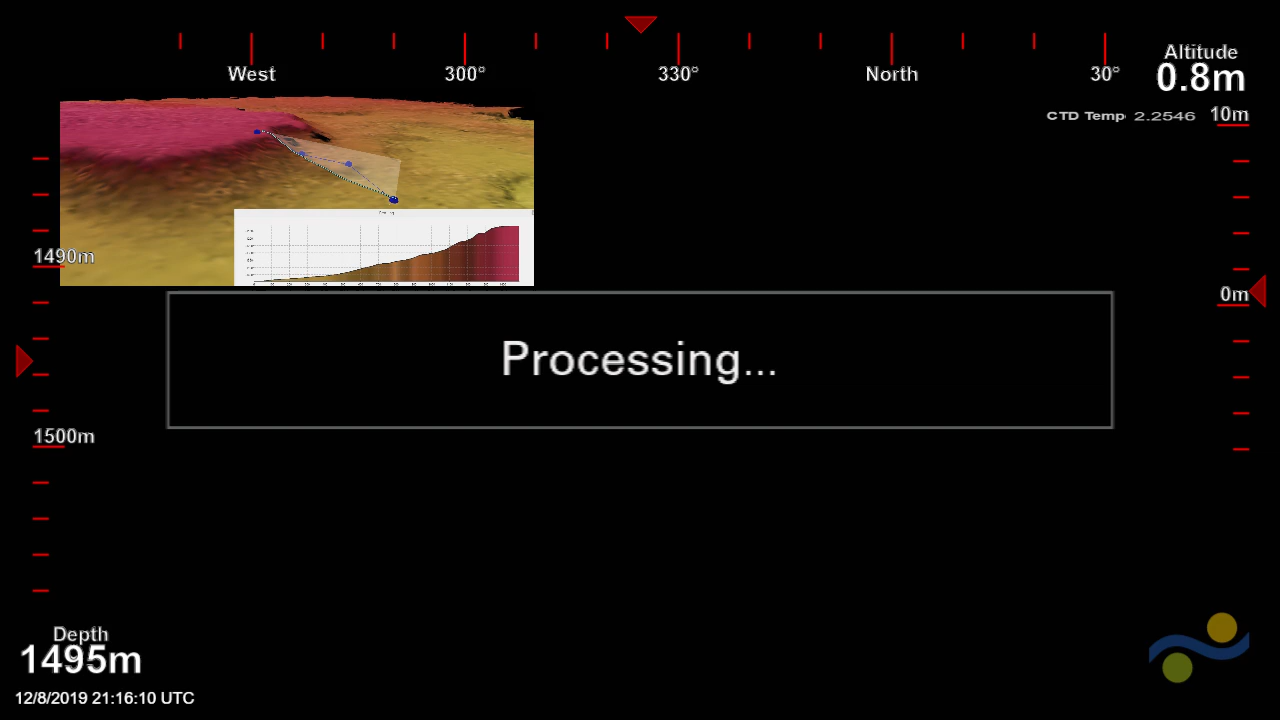 West 300° 330° North 30°
Altitude
0.8m
CTD Temp 2.2546
10m
1490m
0m
Processing...
1500m
Depth
1495m
12/8/2019 21:16:10 UTC